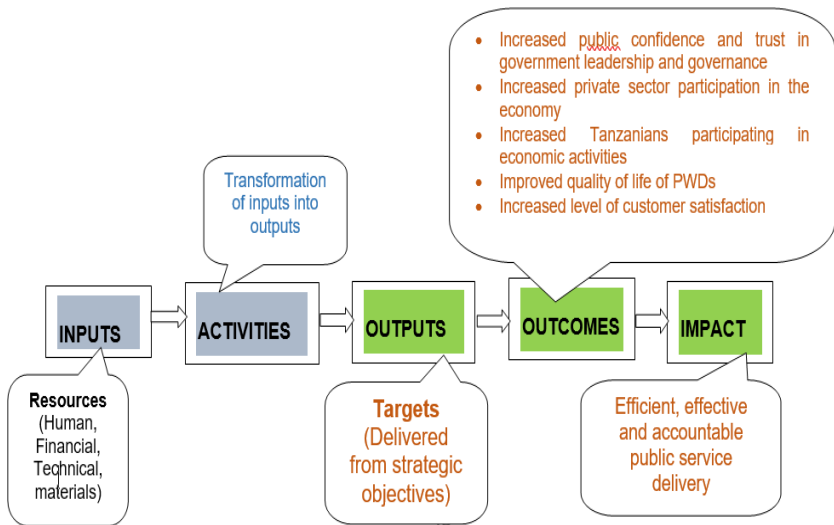 • Increased public confidence and trust in
government leadership and governance
• Increased private sector participation in the
economy
• Increased Tanzanians participating in
economic activities
• Improved quality of life of PWDs
• Increased level of customer satisfaction
Transformation
of inputs into
outputs
INPUTS
ACTIVITIES
OUTPUTS
OUTCOMES
IMPACT
Resources
(Human,
Financial,
Technical,
materials)
Targets
(Delivered
from strategic
objectives)
Efficient, effective
and accountable
public service
delivery